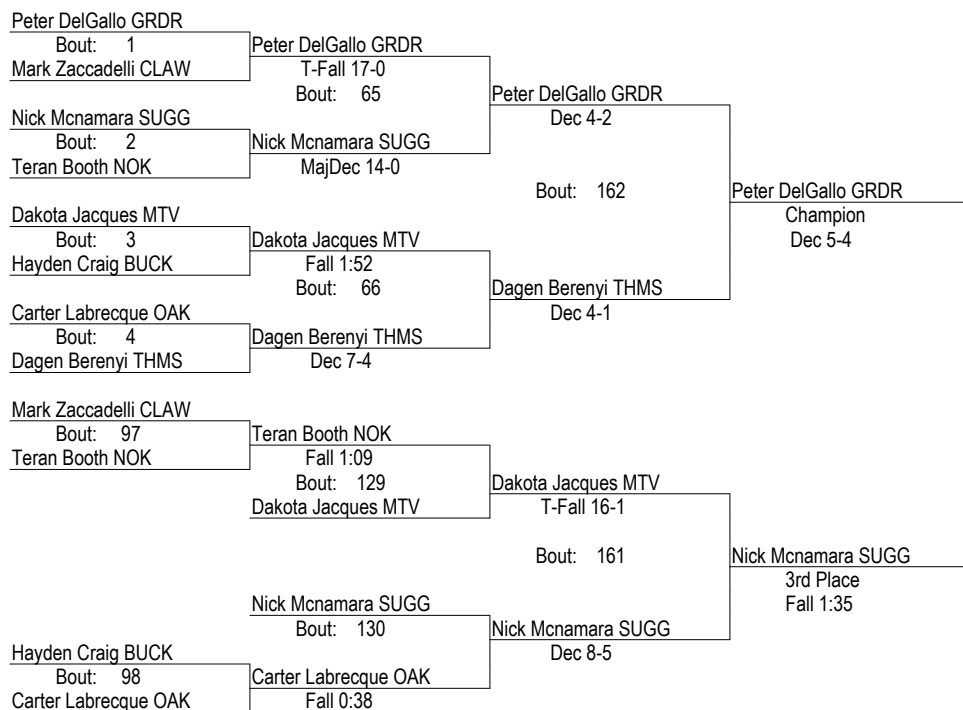 Peter DelGallo GRDR
Bout: 1
Peter DelGallo GRDR
Mark Zaccadelli CLAW
T-Fall 17-0
Bout: 65
Peter DelGallo GRDR
Nick Mcnamara SUGG
Dec 4-2
Bout: 2
Nick Mcnamara SUGG
Teran Booth NOK
MajDec 14-0
Bout: 162
Peter DelGallo GRDR
Dakota Jacques MTV
Champion
Bout: 3
Dakota Jacques MTV
Dec 5-4
Hayden Craig BUCK
Fall 1:52
Bout: 66
Dagen Berenyi THMS
Carter Labrecque OAK
Dec 4-1
Bout: 4
Dagen Berenyi THMS
Dagen Berenyi THMS
Dec 7-4
Mark Zaccadelli CLAW
Bout: 97
Teran Booth NOK
Teran Booth NOK
Fall 1:09
Bout: 129
Dakota Jacques MTV
Dakota Jacques MTV
T-Fall 16-1
Bout: 161
Nick Mcnamara SUGG
3rd Place
Nick Mcnamara SUGG
Fall 1:35
Bout: 130
Nick Mcnamara SUGG
Hayden Craig BUCK
Dec 8-5
Bout: 98
Carter Labrecque OAK
Carter Labrecque OAK
Fall 0:38